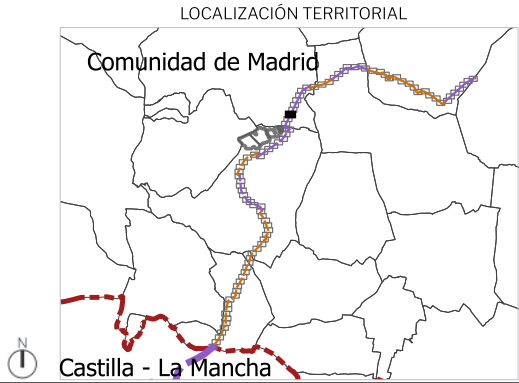 LOCALIZACIÓN TERRITORIAL
Comunidad de Madrid
N
Castilla - La Mancha